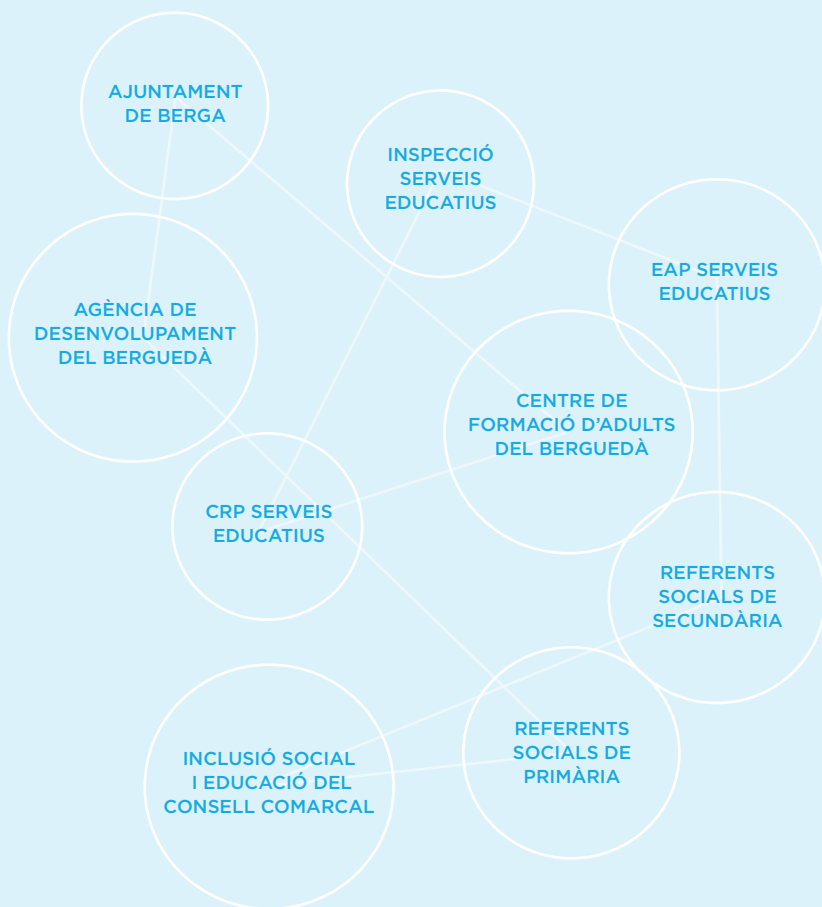 AJUNTAMENT
DE BERGA
INSPECCIÓ
SERVEIS
EDUCATIUS
EAP SERVEIS
EDUCATIUS
AGÈNCIA DE
DESENVOLUPAMENT
DEL BERGUEDÀ
CENTRE DE
FORMACIÓ D’ADULTS
DEL BERGUEDÀ
CRP SERVEIS
EDUCATIUS
REFERENTS
SOCIALS DE
SECUNDÀRIA
REFERENTS
SOCIALS DE
PRIMÀRIA
INCLUSIÓ SOCIAL
I EDUCACIÓ DEL
CONSELL COMARCAL